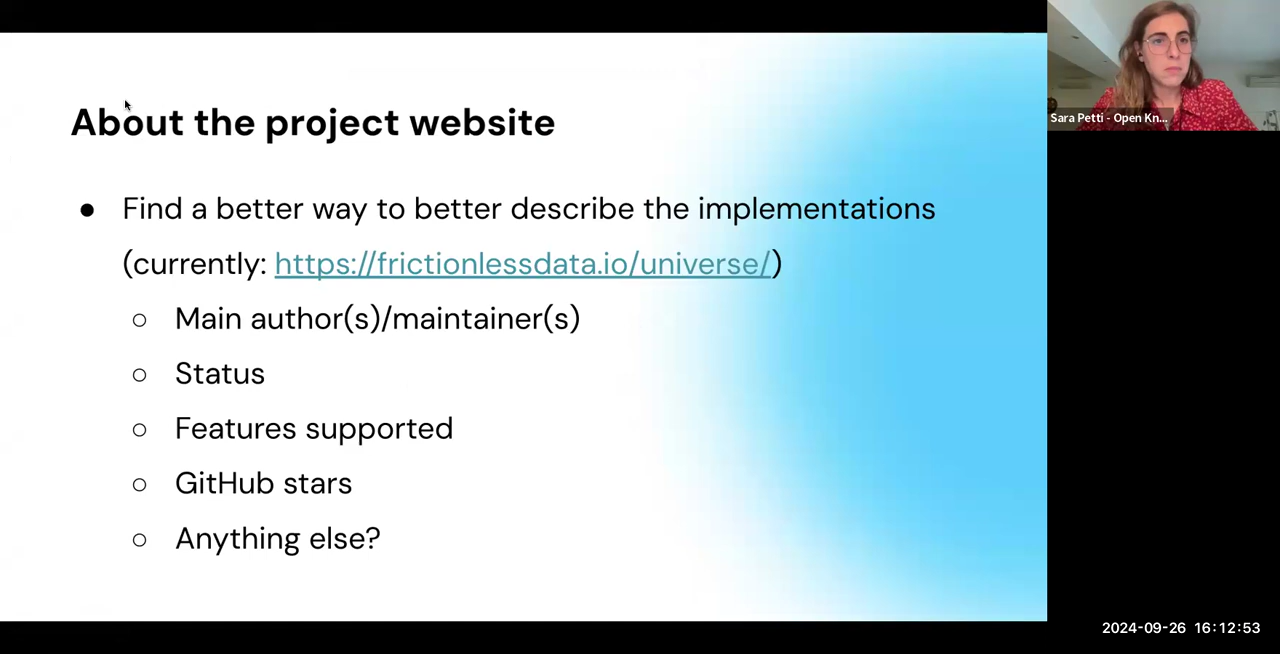 About the project website
● Find a better way to better describe the implementations
(currently: https://frictionlessdata.io/universe/)
○ Main author(s)/maintainer(s)
○ Status
○ Features supported
○ GitHub stars
○ Anything else?
Sara Petti - Open Kn...
2024-09-26 16:12:53